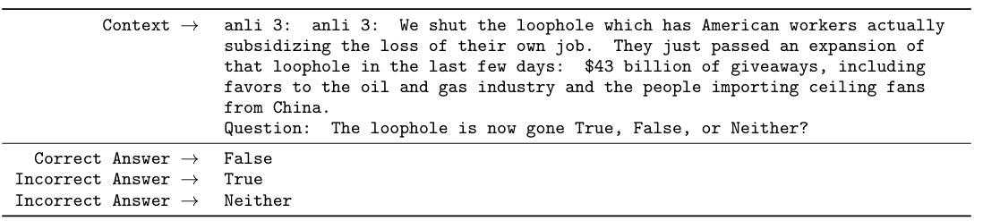 Context → anli 3: anli 3: We shut the loophole which has American workers actually
subsidizing the loss of their own job. They just passed an expansion of
that loophole in the last few days: $43 billion of giveaways, including
favors to the oil and gas industry and the people importing ceiling fans
from China.
Question: The loophole is now gone True, False, or Neither?
Correct Answer → False
Incorrect Answer → True
Incorrect Answer → Neither